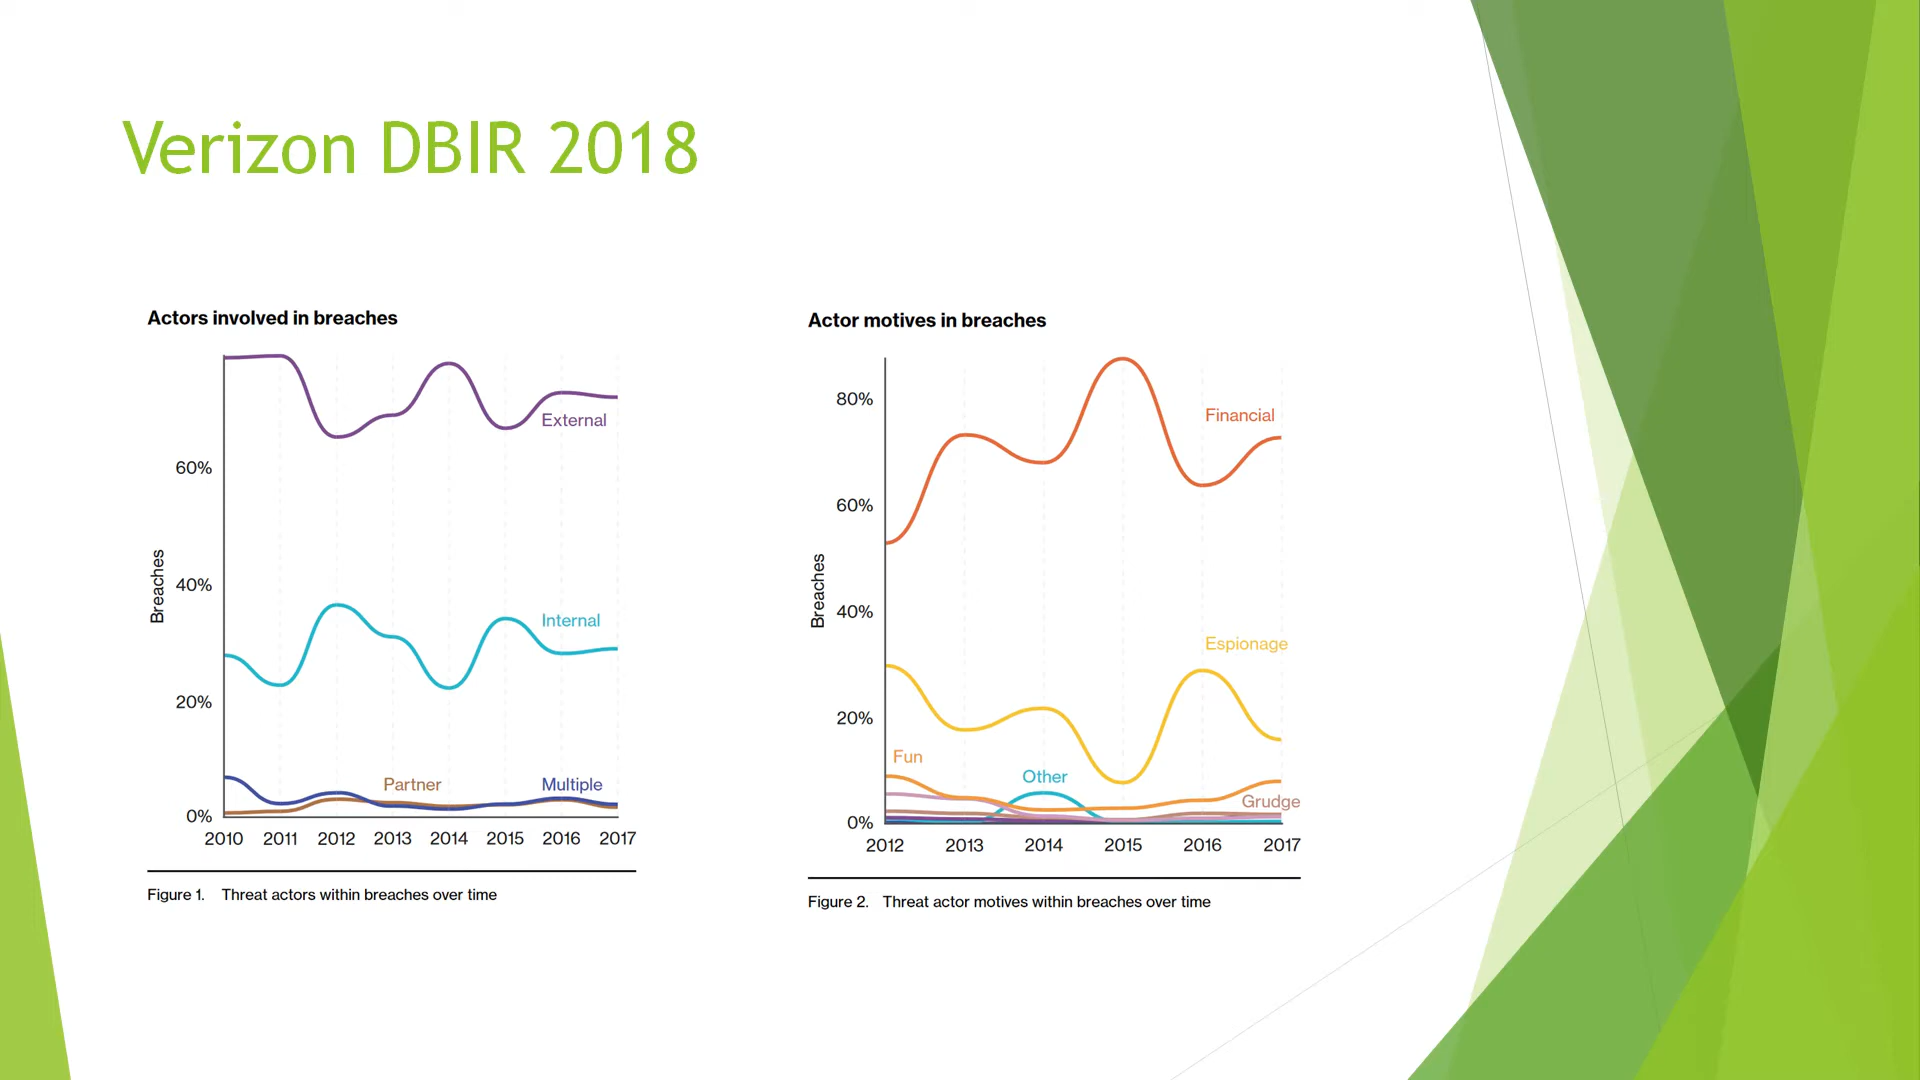 Verizon DBIR 2018
Actors involved in breaches
External
60%
40%
20%
0%
Breaches
Internal
Partner
Multiple
2010 2011 2012 2013 2014 2015 2016 2017
Figure 1. Threat actors within breaches over time
Actor motives in breaches
80%
60%
40%
20%
0%
Breaches
Financial
Espionage
Fun
Other
Grudge
2012 2013 2014 2015 2016 2017
Figure 2. Threat actor motives within breaches over time